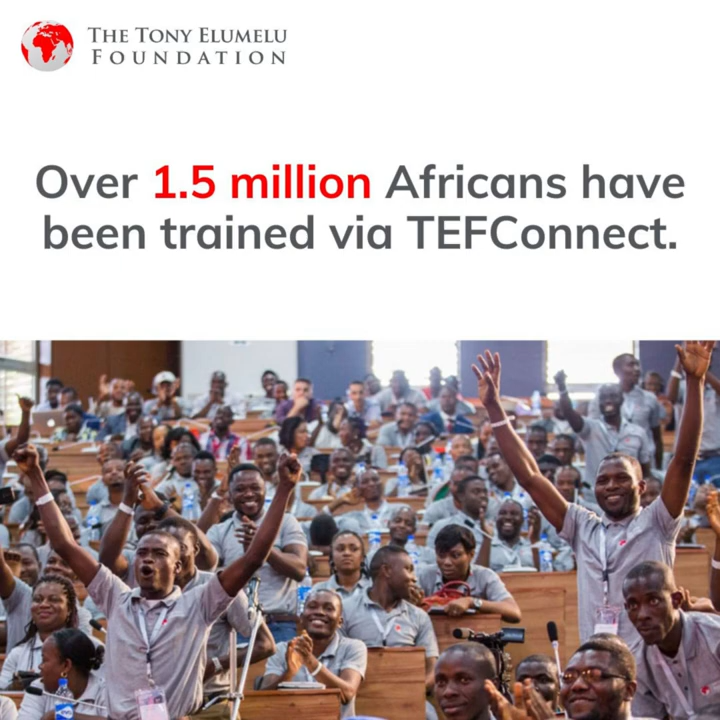 THE TONY ELUMELU
FOUNDATION
Over 1.5 million Africans have
been trained via TEFConnect.